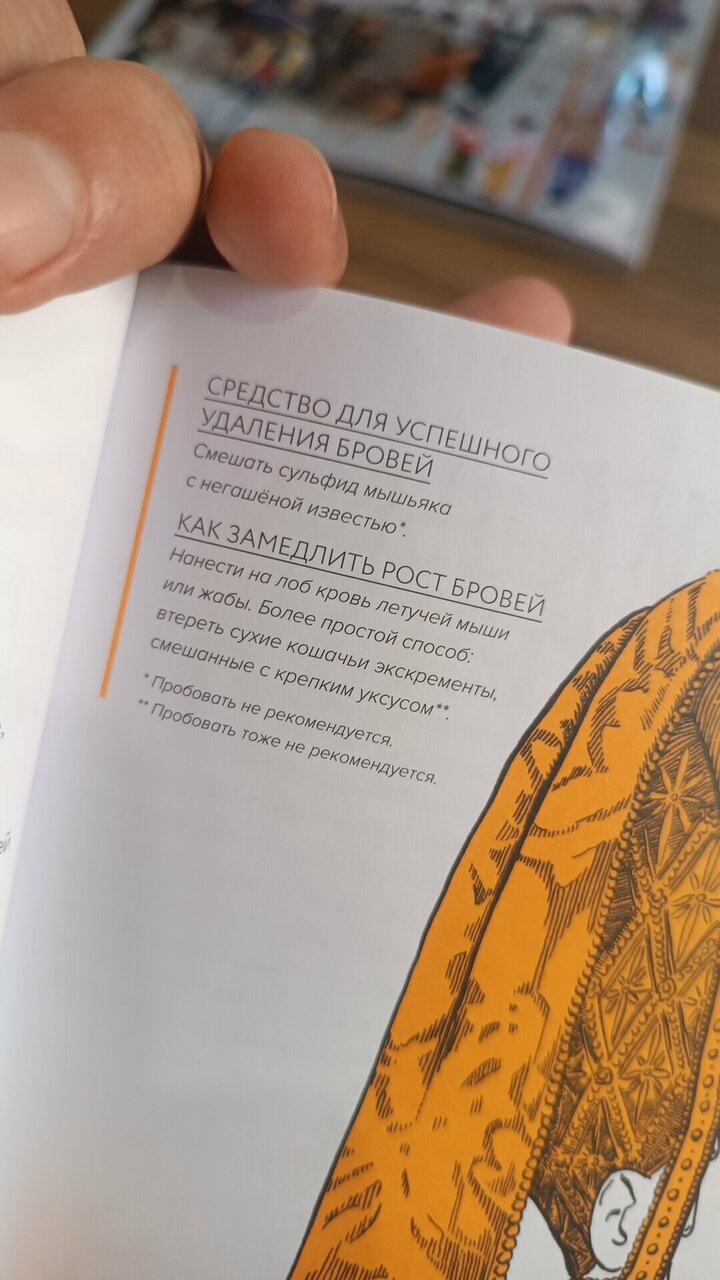 СРЕДСТВО ДЛЯ УСПЕШНОГО
УДАЛЕНИЯ БРОВЕЙ
Смешать сульфид мышьяка
с негашёной известью*.
КАК ЗАМЕДЛИТЬ РОСТ БРОВЕЙ
Нанести на лоб кровь летучей мыши
или жабы. Более простой способ:
втереть сухие кошачьи экскременты,
смешанные с крепким уксусом**.
* Пробовать не рекомендуется.
** Пробовать тоже не рекомендуется.